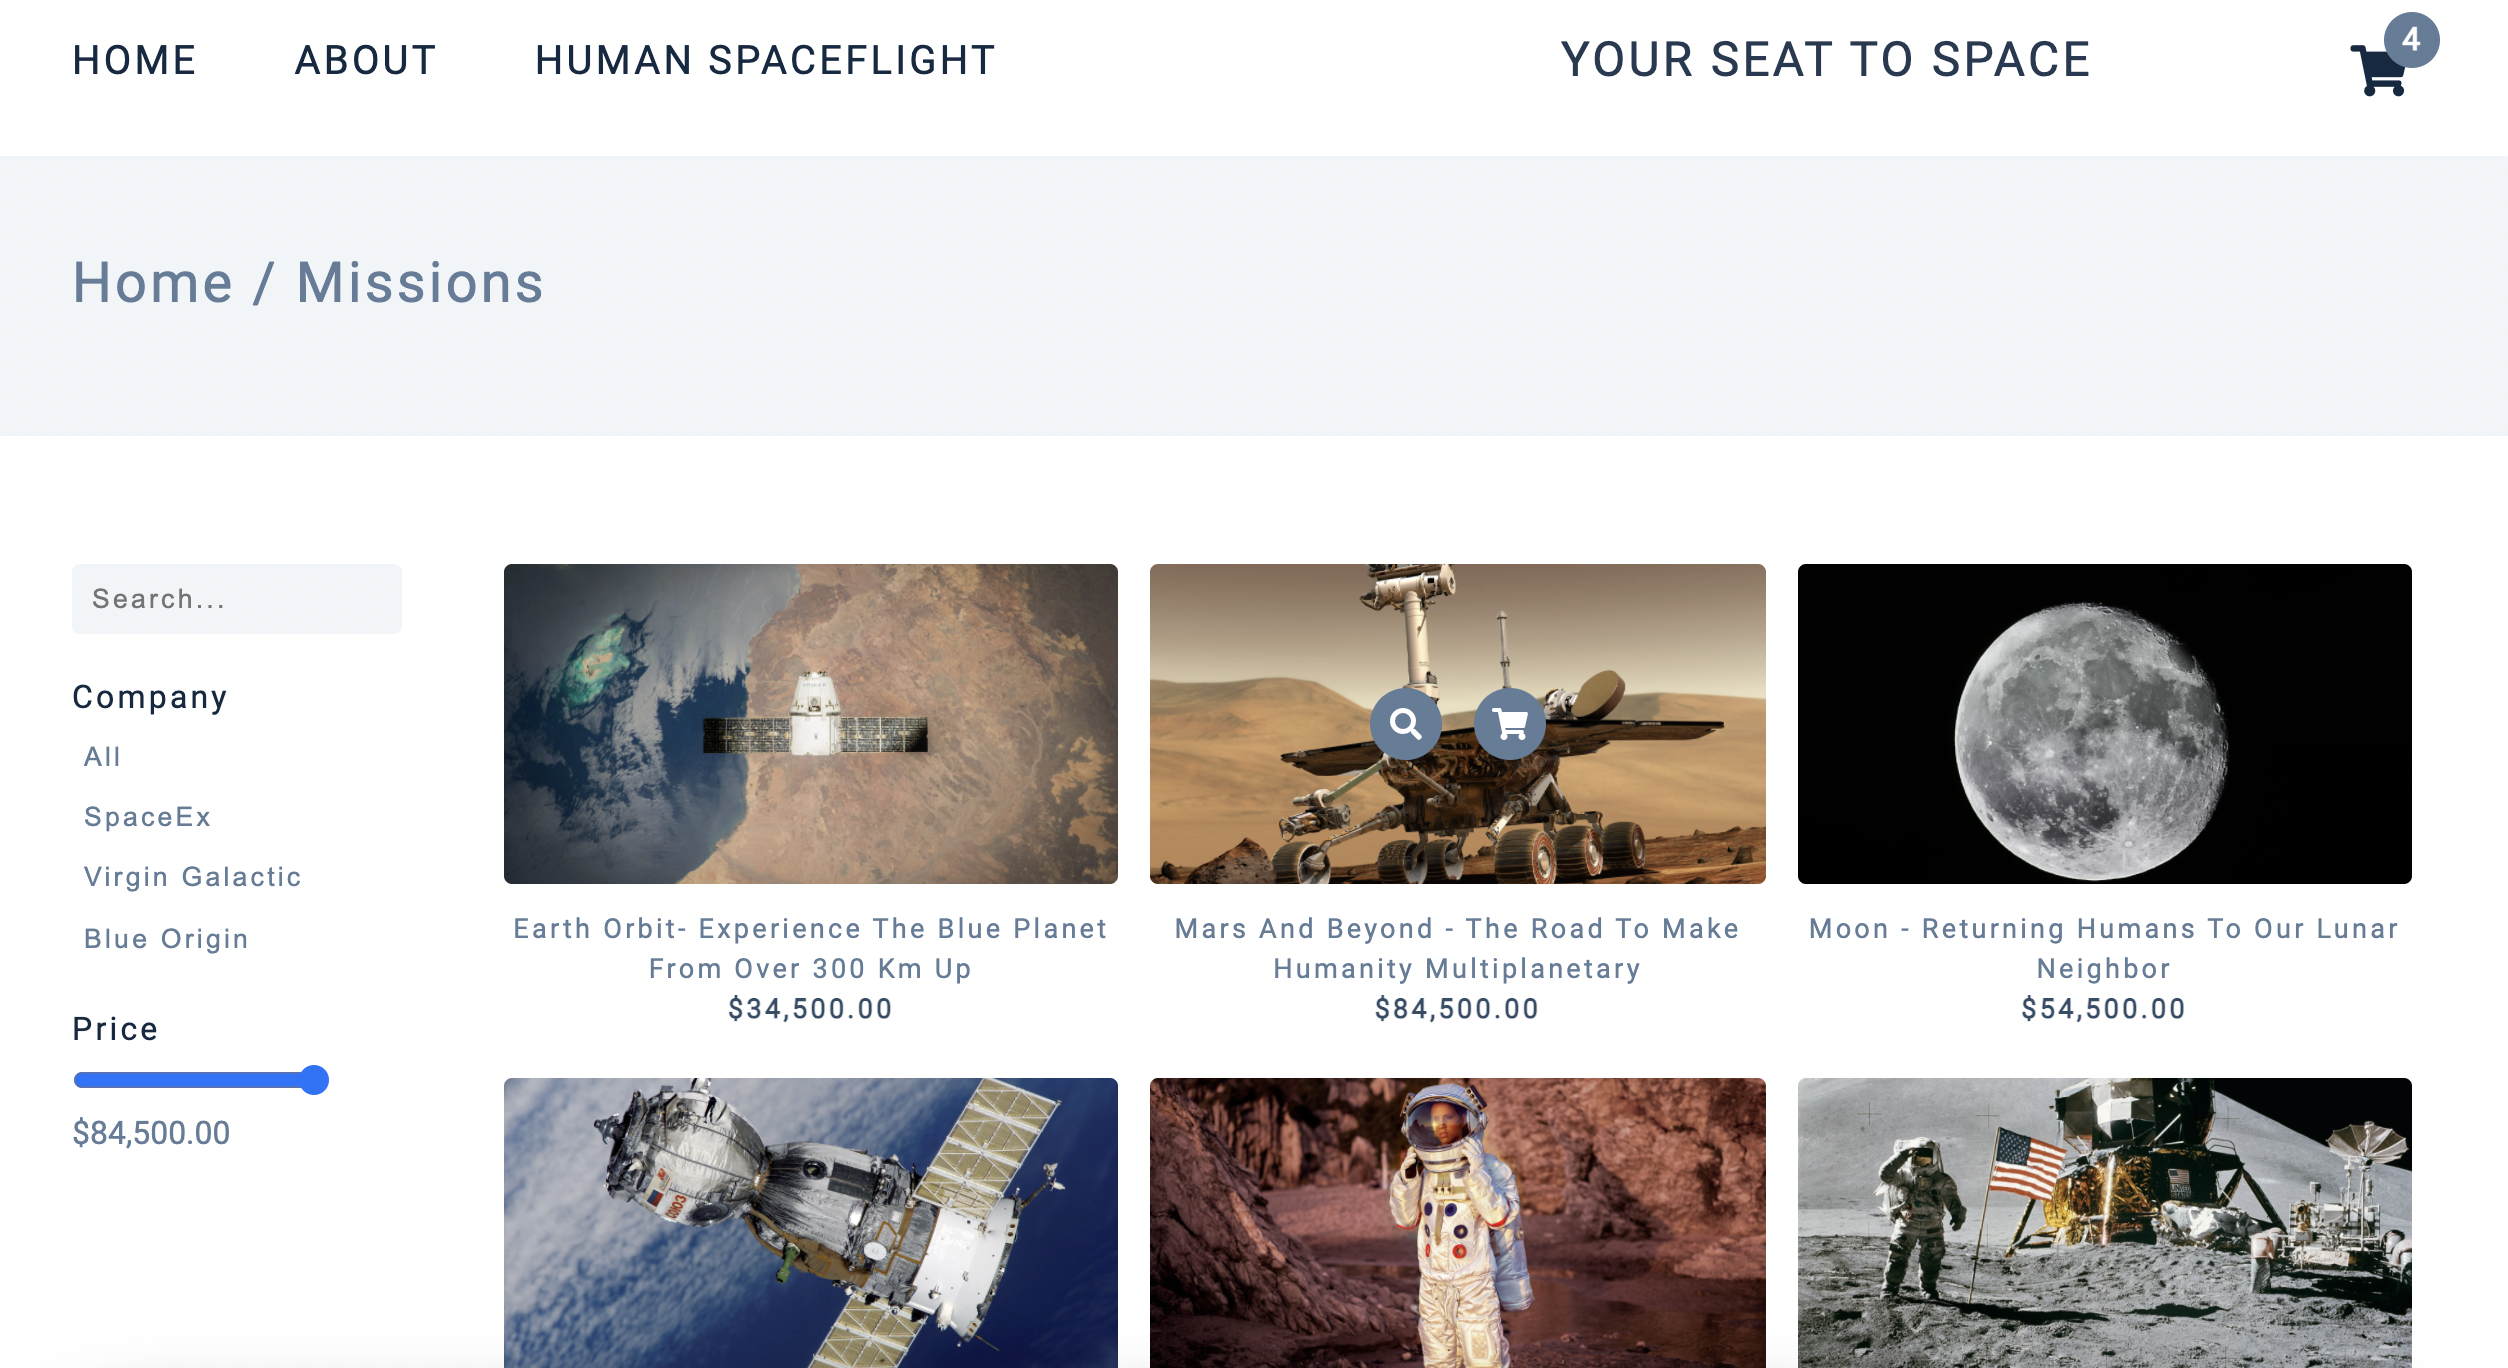 HOME ABOUT HUMAN SPACEFLIGHT YOUR SEAT TO SPACE 4
Home / Missions
Search...
Company
All
SpaceEx
Virgin Galactic
Blue Origin
Price
$84,500.00
Earth Orbit- Experience The Blue Planet
From Over 300 Km Up
$34,500.00
Mars And Beyond - The Road To Make
Humanity Multiplanetary
$84,500.00
Moon - Returning Humans To Our Lunar
Neighbor
$54,500.00
СОЮЗ